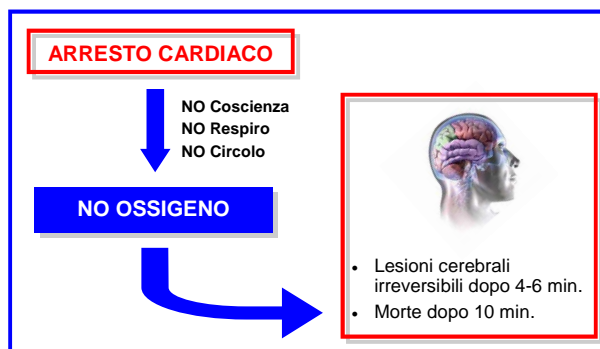 ARRESTO CARDIACO
NO Coscienza
NO Respiro
NO Circolo
NO OSSIGENO
• Lesioni cerebrali
irreversibili dopo 4-6 min.
• Morte dopo 10 min.